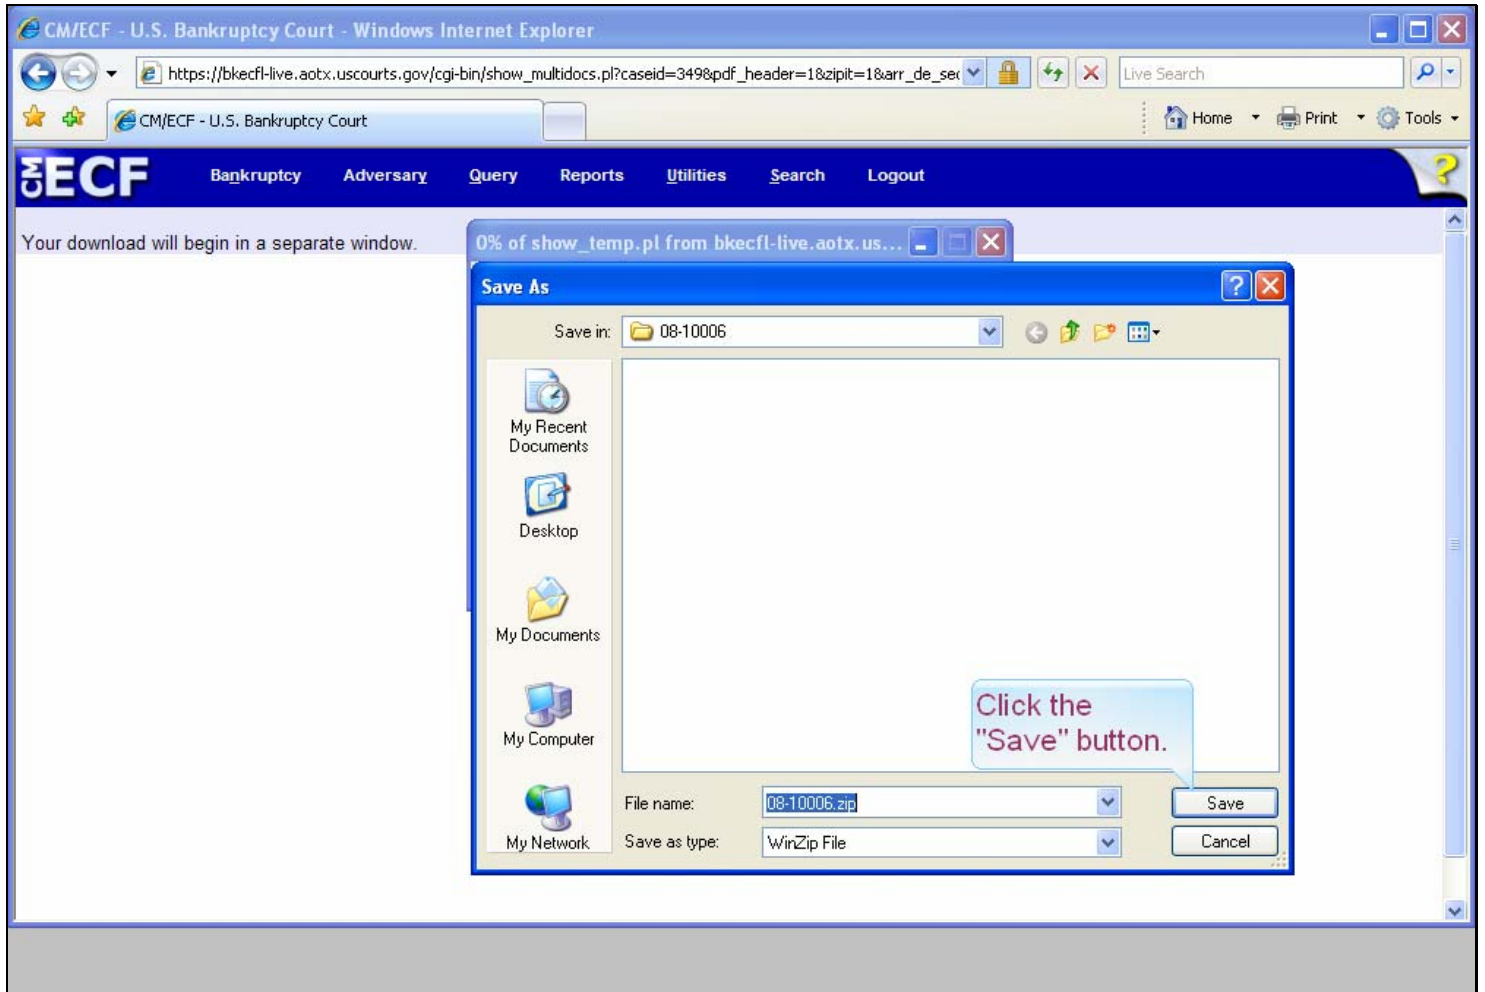 CM/ECF - U.S. Bankruptcy Court - Windows Internet Explorer
https://bkecfl-live.aotx.uscourts.gov/cgi-bin/show_multidocs.pl?caseid=349&pdf_header=1&zipit=1&arr_de_sec
Live Search
CM/ECF - U.S. Bankruptcy Court
Home
Print
Tools
CM
ECF
Bankruptcy
Adversary
Query
Reports
Utilities
Search
Logout
?
Your download will begin in a separate window.
0% of show_temp.pl from bkecfl-live.aotx.us...
Save As
Save in:
08-10006
My Recent
Documents
Desktop
My Documents
My Computer
My Network
Click the
"Save" button.
File name:
08-10006.zip
Save
Save as type:
WinZip File
Cancel